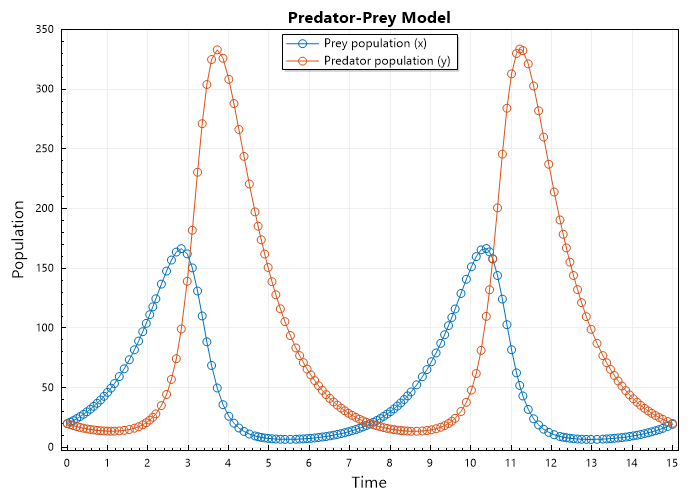 Predator-Prey Model
Prey population (x)
Predator population (y)
Population
350
300
250
200
150
100
50
0
0 1 2 3 4 5 6 7 8 9 10 11 12 13 14 15
Time